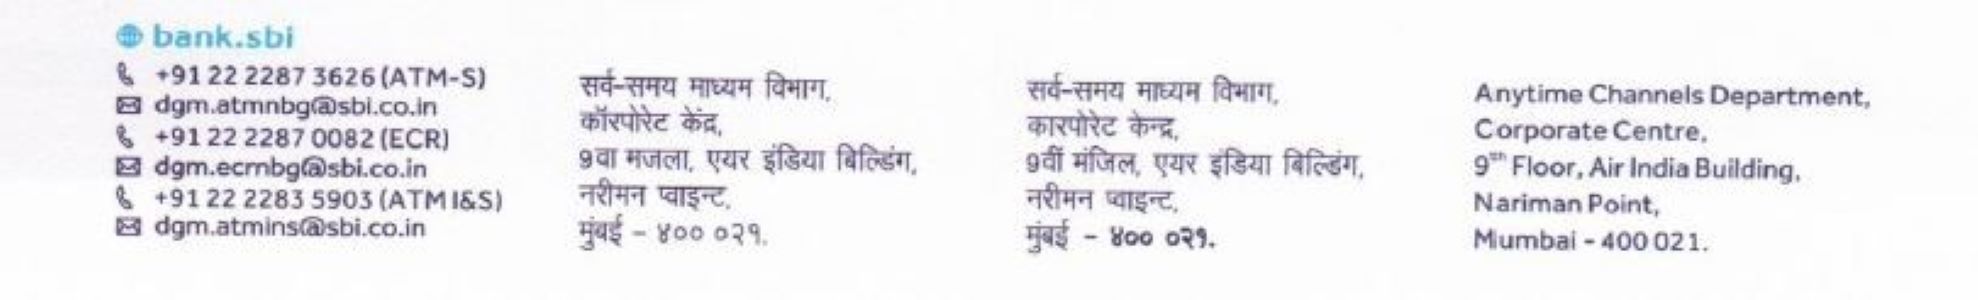 bank.sbi
+91 22 2287 3626 (ATM-S)
dgm.atmnbg@sbi.co.in
+91 22 2287 0082 (ECR)
dgm.ecrnbg@sbi.co.in
+91 22 2283 5903 (ATM I&S)
dgm.atmins@sbi.co.in
सर्व-समय माध्यम विभाग,
कॉरपोरेट केंद्र,
9वा मजला, एयर इंडिया बिल्डिंग,
नरीमन प्वाइन्ट,
मुंबई - ४०० ०२१.
सर्व-समय माध्यम विभाग,
कारपोरेट केन्द्र,
9वीं मंजिल, एयर इंडिया बिल्डिंग,
नरीमन प्वाइन्ट,
मुंबई - ४०० ०२१.
Anytime Channels Department,
Corporate Centre,
9th Floor, Air India Building,
Nariman Point,
Mumbai - 400 021.